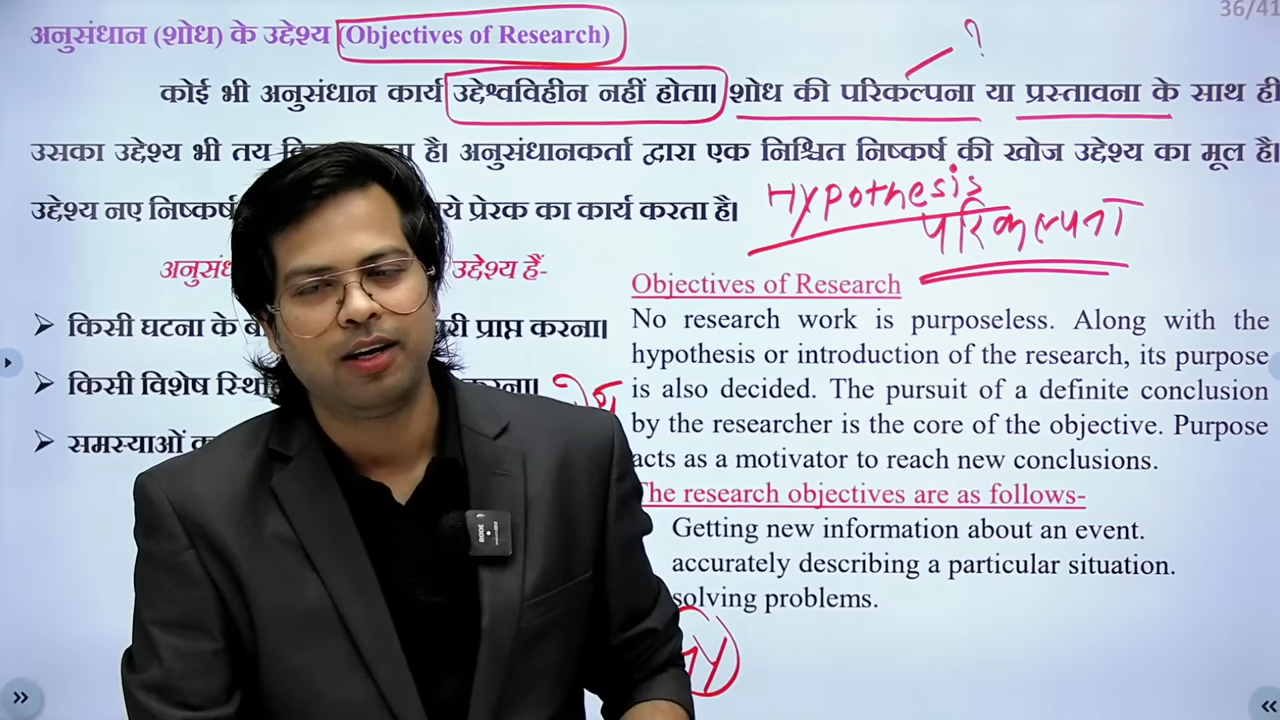 36/41
अनुसंधान (शोध) के उद्देश्य (Objectives of Research)
?
कोई भी अनुसंधान कार्य उद्देश्वविहीन नहीं होता। शोध की परिकल्पना या प्रस्तावना के साथ ही
उसका उद्देश्य भी तय है। अनुसंधानकर्ता द्वारा एक निश्चित निष्कर्ष की खोज उद्देश्य का मूल है।
उद्देश्य नए निष्कर्ष प्रेरक का कार्य करता है।
Hypothesis
परिकल्पना
उद्देश्य हैं-
किसी घटना के प्राप्त करना।
किसी विशेष करना।
समस्याओं
Objectives of Research
No research work is purposeless. Along with the
hypothesis or introduction of the research, its purpose
is also decided. The pursuit of a definite conclusion
by the researcher is the core of the objective. Purpose
acts as a motivator to reach new conclusions.
The research objectives are as follows-
Getting new information about an event.
accurately describing a particular situation.
solving problems.
RODE